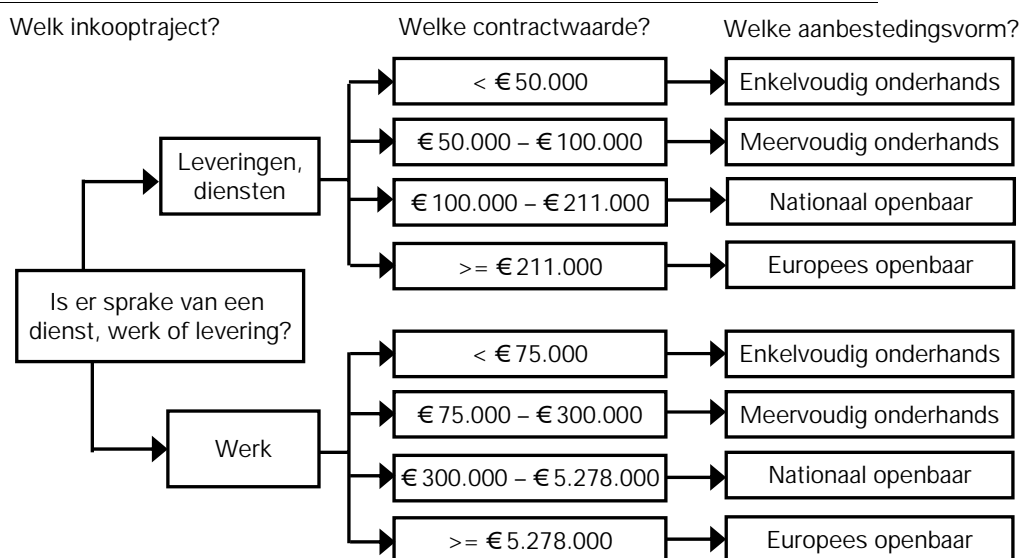 Welk inkooptraject?
Welke contractwaarde?
Welke aanbestedingsvorm?
< € 50.000
Enkelvoudig onderhands
€ 50.000 – € 100.000
Meervoudig onderhands
Leveringen,
diensten
€ 100.000 – € 211.000
Nationaal openbaar
>= € 211.000
Europees openbaar
Is er sprake van een
dienst, werk of levering?
< € 75.000
Enkelvoudig onderhands
€ 75.000 – € 300.000
Meervoudig onderhands
Werk
€ 300.000 – € 5.278.000
Nationaal openbaar
>= € 5.278.000
Europees openbaar